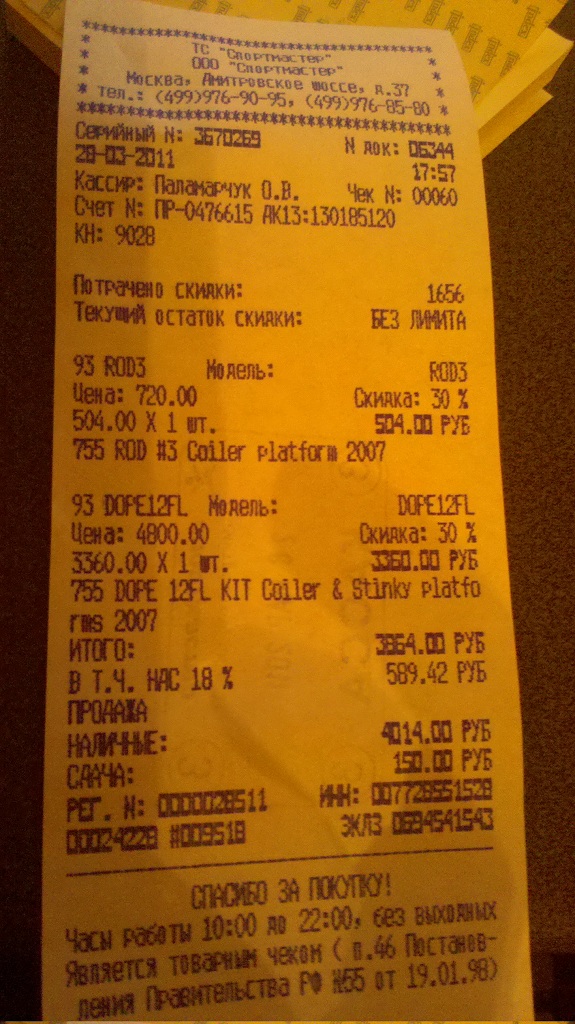 ТС "Спортмастер"
ООО "Спортмастер"
Москва, Дмитровское шоссе, д.37
тел.: (499)976-90-95, (499)976-85-80
Серийный N: 3670269 N док: 06344
28-03-2011 17:57
Кассир: Паламарчук О.В. Чек N: 00060
Счет N: ПР-0476615 АК13:130185120
КН: 9028
Потрачено скидки: 1656
Текущий остаток скидки: БЕЗ ЛИМИТА
93 ROD3 Модель: ROD3
Цена: 720.00 Скидка: 30 %
504.00 X 1 шт. 504.00 РУБ
755 ROD #3 Coiler platform 2007
93 DOPE12FL Модель: DOPE12FL
Цена: 4800.00 Скидка: 30 %
3360.00 X 1 шт. 3360.00 РУБ
755 DOPE 12FL KIT Coiler & Stinky platfo
rms 2007
ИТОГО: 3864.00 РУБ
В Т.Ч. НДС 18 % 589.42 РУБ
ПРОДАЖА
НАЛИЧНЫЕ: 4014.00 РУБ
СДАЧА: 150.00 РУБ
РЕГ. N: 0000028511 ИНН: 007728551528
00024228 #009518 ЭКЛЗ 0684541543
СПАСИБО ЗА ПОКУПКУ!
Часы работы 10:00 до 22:00, без выходных
Является товарным чеком ( п.46 Постанов-
ления Правительства РФ №55 от 19.01.98)